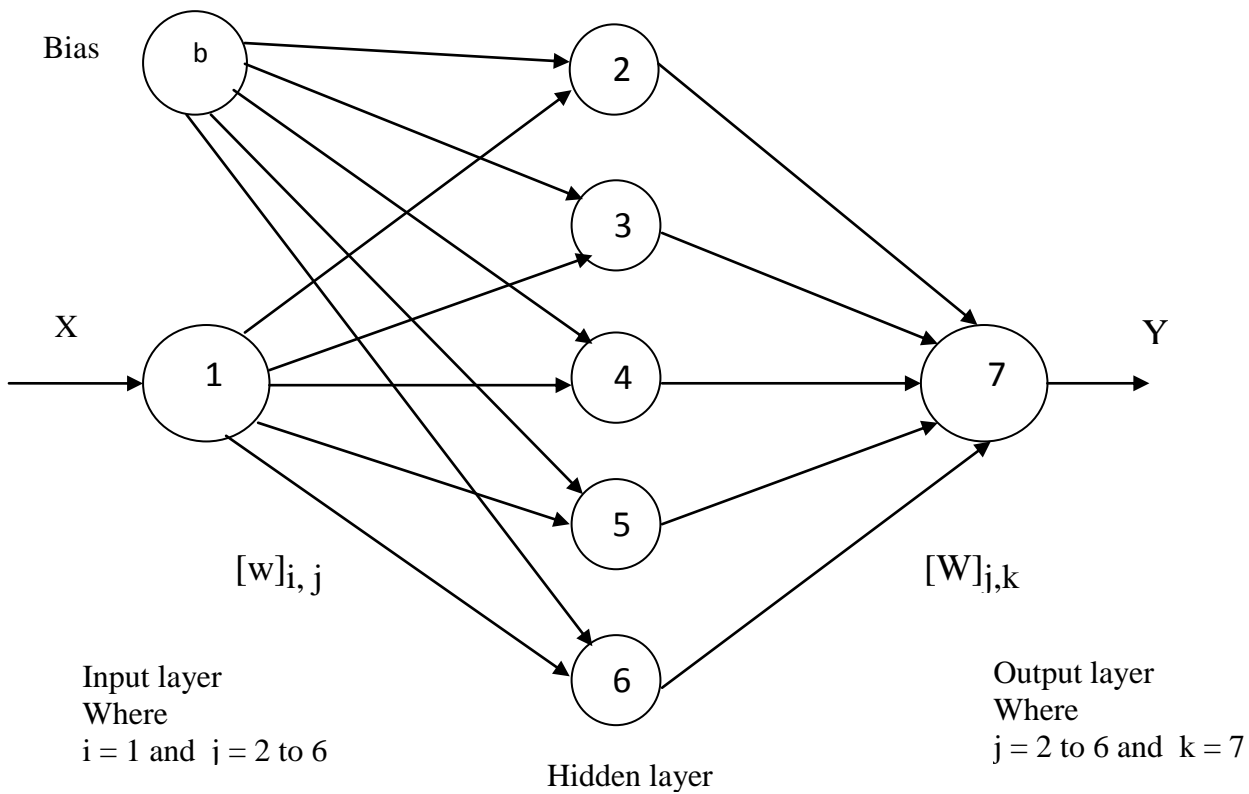 Bias
b
2
3
X
1
4
7
Y
5
[w]i, j
[W]j,k
6
Input layer
Where
i = 1 and j = 2 to 6
Output layer
Where
j = 2 to 6 and k = 7
Hidden layer